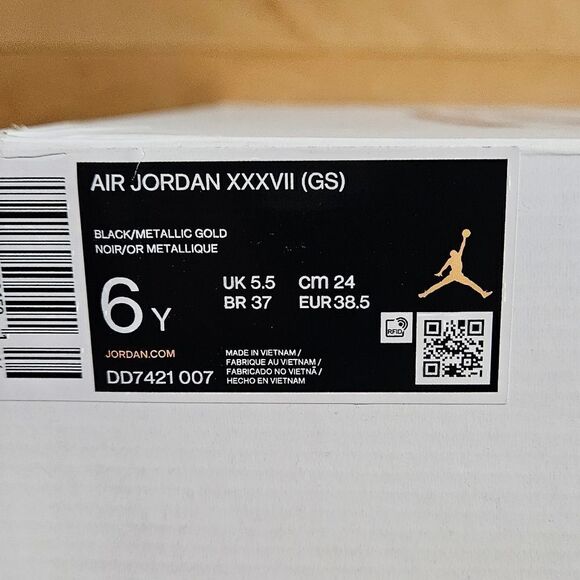 AIR JORDAN XXXVII (GS)
BLACK/METALLIC GOLD
NOIR/OR METALLIQUE
6 Y
UK 5.5 cm 24
BR 37 EUR 38.5
RFID
JORDAN.COM
DD7421 007
MADE IN VIETNAM /
FABRIQUE AU VIETNAM /
FABRICADO NO VIETNÃ /
HECHO EN VIETNAM